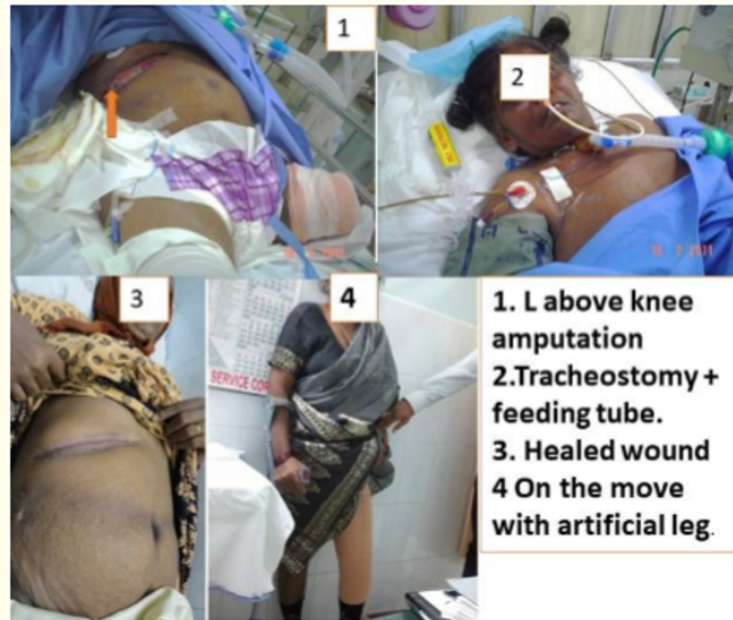 1
2
3
4
SERVICE COR
1. L above knee
amputation
2.Tracheostomy +
feeding tube.
3. Healed wound
4 On the move
with artificial leg.